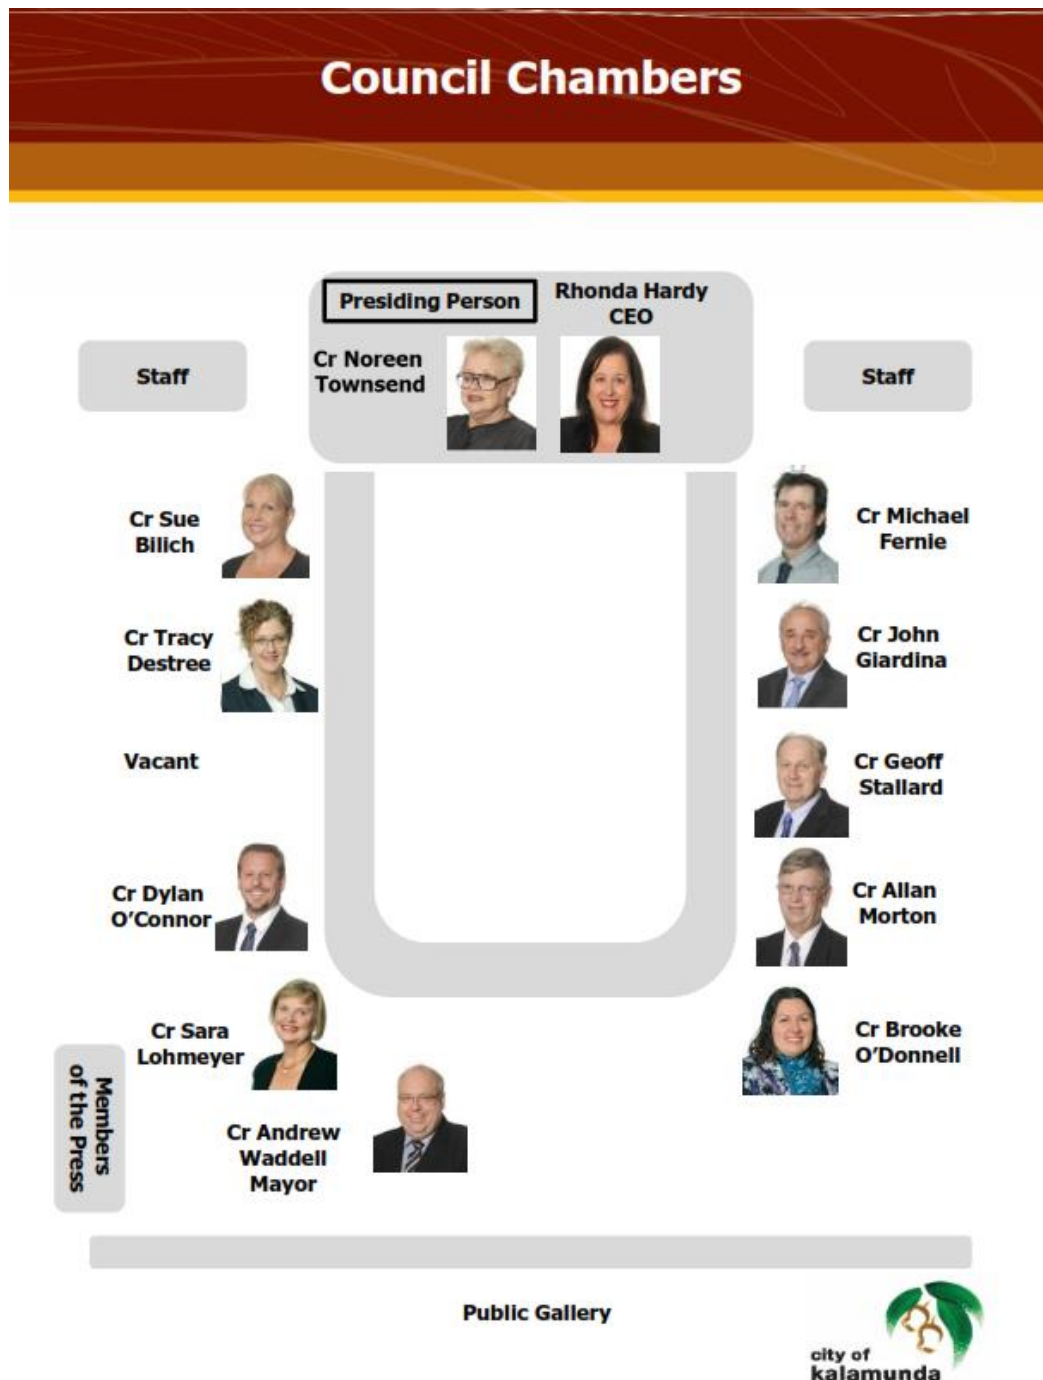 Council Chambers
Presiding Person
Rhonda Hardy
CEO
Cr Noreen
Townsend
Staff
Staff
Cr Sue
Bilich
Cr Michael
Fernie
Cr Tracy
Destree
Cr John
Giardina
Vacant
Cr Geoff
Stallard
Cr Dylan
O'Connor
Cr Allan
Morton
Cr Sara
Lohmeyer
Cr Brooke
O'Donnell
Members
of the Press
Cr Andrew
Waddell
Mayor
Public Gallery
city of
kalamunda